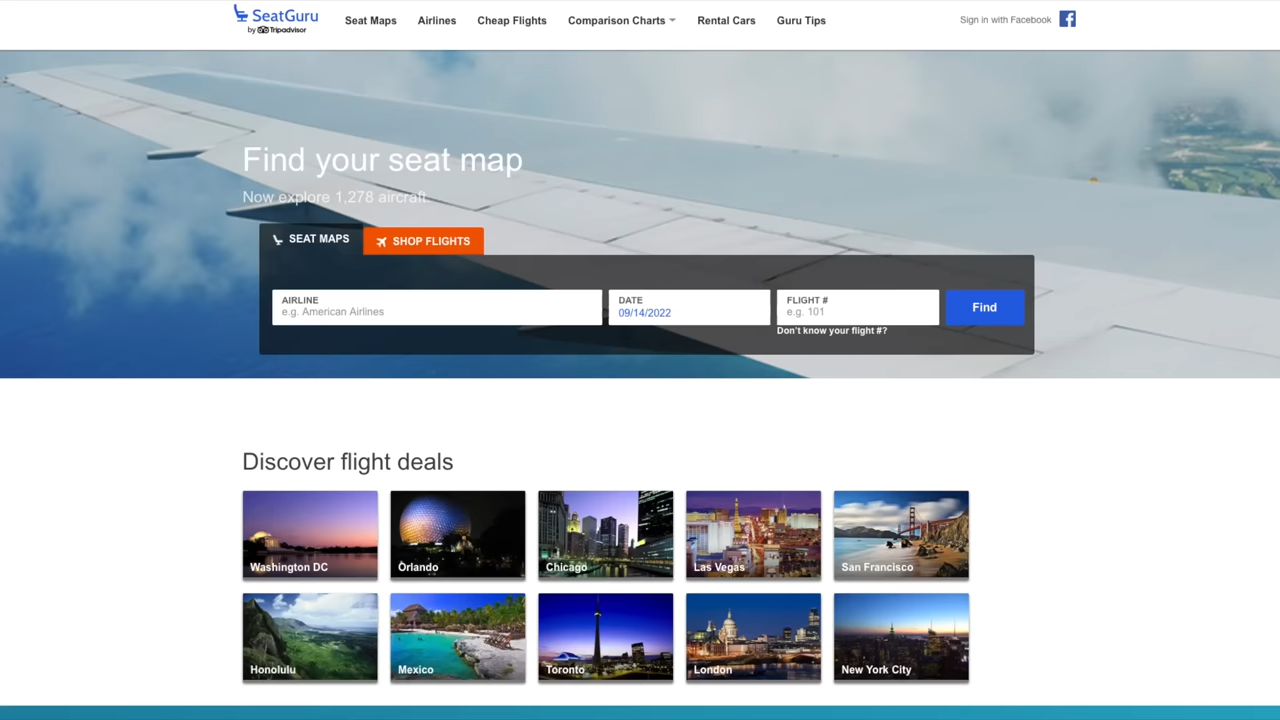 SeatGuru
by Tripadvisor
Seat Maps
Airlines
Cheap Flights
Comparison Charts
Rental Cars
Guru Tips
Sign in with Facebook
Find your seat map
Now explore 1,278 aircraft.
SEAT MAPS
SHOP FLIGHTS
AIRLINE
e.g. American Airlines
DATE
09/14/2022
FLIGHT #
e.g. 101
Find
Don't know your flight #?
Discover flight deals
Washington DC
Orlando
Chicago
Las Vegas
San Francisco
Honolulu
Mexico
Toronto
London
New York City